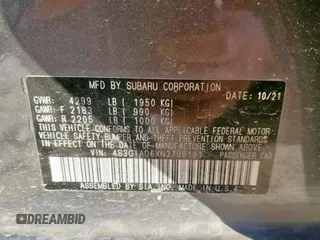 MFD. BY SUBARU CORPORATION DATE: 10/21
GVWR: 4299 LB ( 1950 KG)
GAWR: F 2183 LB ( 990 KG)
GAWR: R 2205 LB ( 1000 KG)
THIS VEHICLE CONFORMS TO ALL APPLICABLE FEDERAL MOTOR
VEHICLE SAFETY, BUMPER, AND THEFT PREVENTION STANDARDS
IN EFFECT ON THE DATE OF MANUFACTURE SHOWN ABOVE.
VIN: PASSENGER CAR
ASSEMBLED BY SIA, INC. MADE IN U.S.A.
DREAMBID